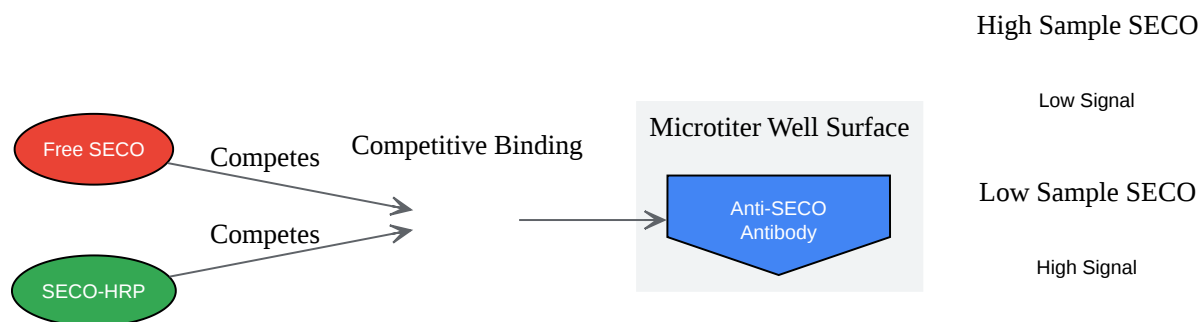 Free SECO
SECO-HRP
Competes
Competes
Competitive Binding
Microtiter Well Surface
Anti-SECO
Antibody
High Sample SECO
Low Signal
Low Sample SECO
High Signal